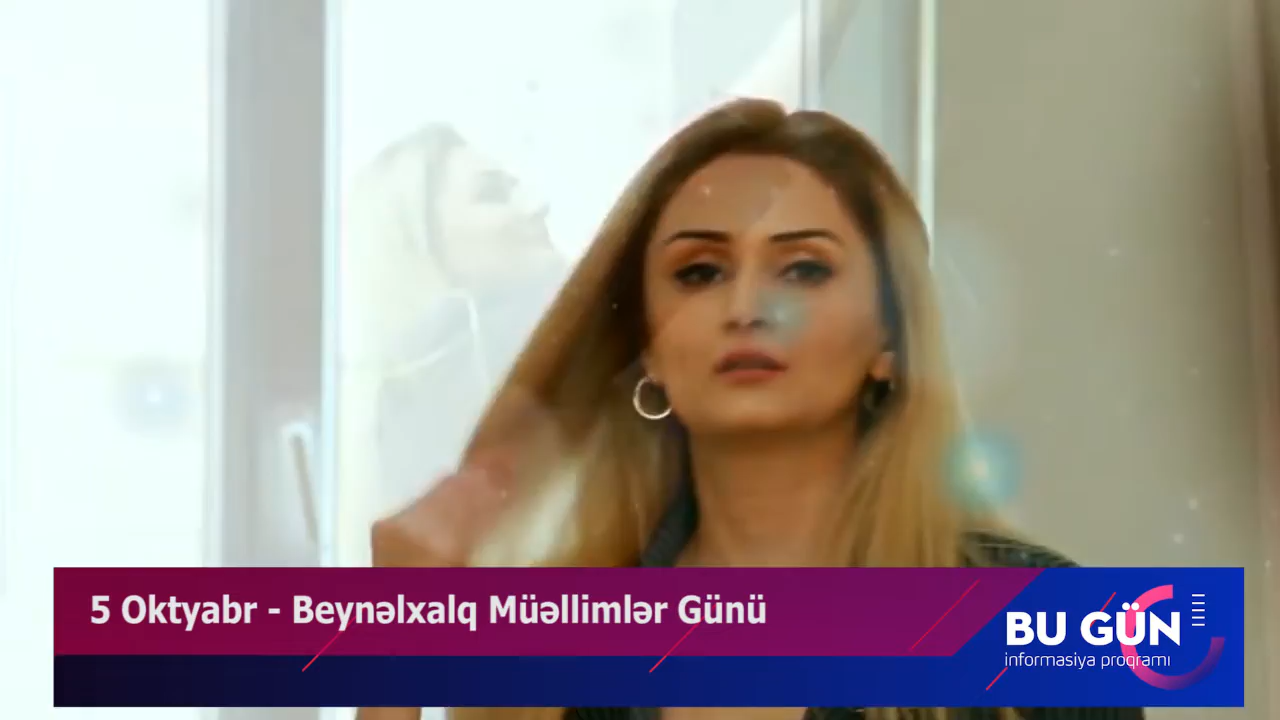 5 Oktyabr - Beynəlxalq Müəllimlər Günü
BU GÜN
informasiya proqramı